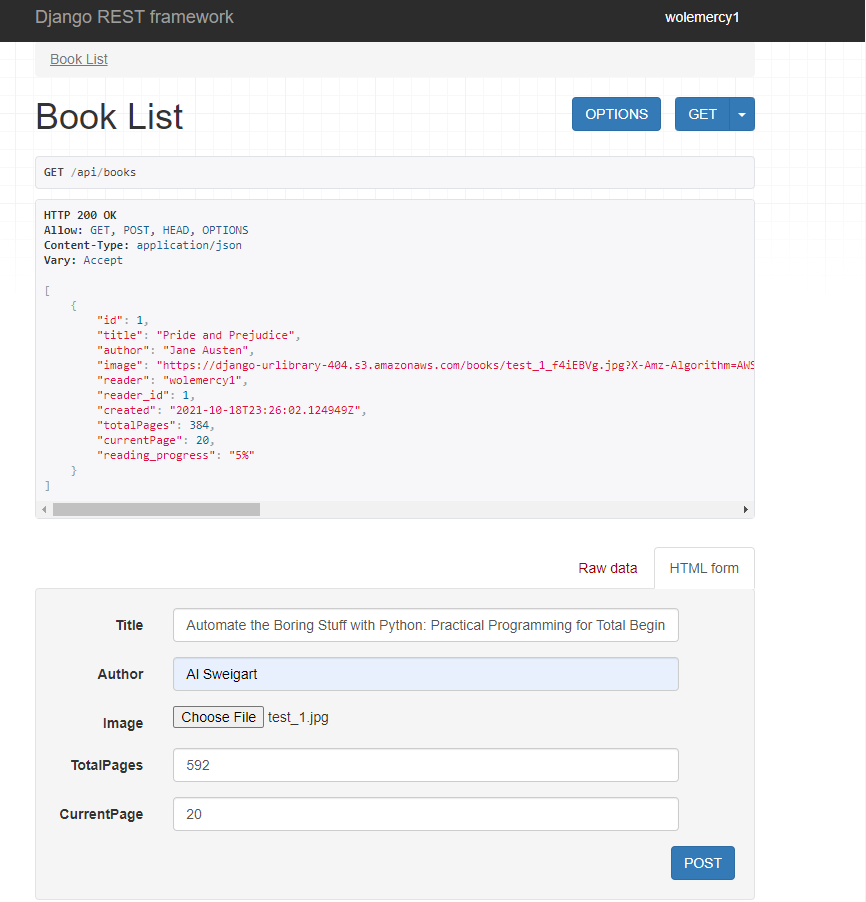 Django REST framework wolemercy1
Book List
Book List OPTIONS GET
GET /api/books
HTTP 200 OK
Allow: GET, POST, HEAD, OPTIONS
Content-Type: application/json
Vary: Accept
[
    {
        "id": 1,
        "title": "Pride and Prejudice",
        "author": "Jane Austen",
        "image": "https://django-urlibrary-404.s3.amazonaws.com/books/test_1_f4iEBVg.jpg?X-Amz-Algorithm=AWS
        "reader": "wolemercy1",
        "reader_id": 1,
        "created": "2021-10-18T23:26:02.124949Z",
        "totalPages": 384,
        "currentPage": 20,
        "reading_progress": "5%"
    }
]
Raw data HTML form
Title Automate the Boring Stuff with Python: Practical Programming for Total Begin
Author Al Sweigart
Image Choose File test_1.jpg
TotalPages 592
CurrentPage 20
POST